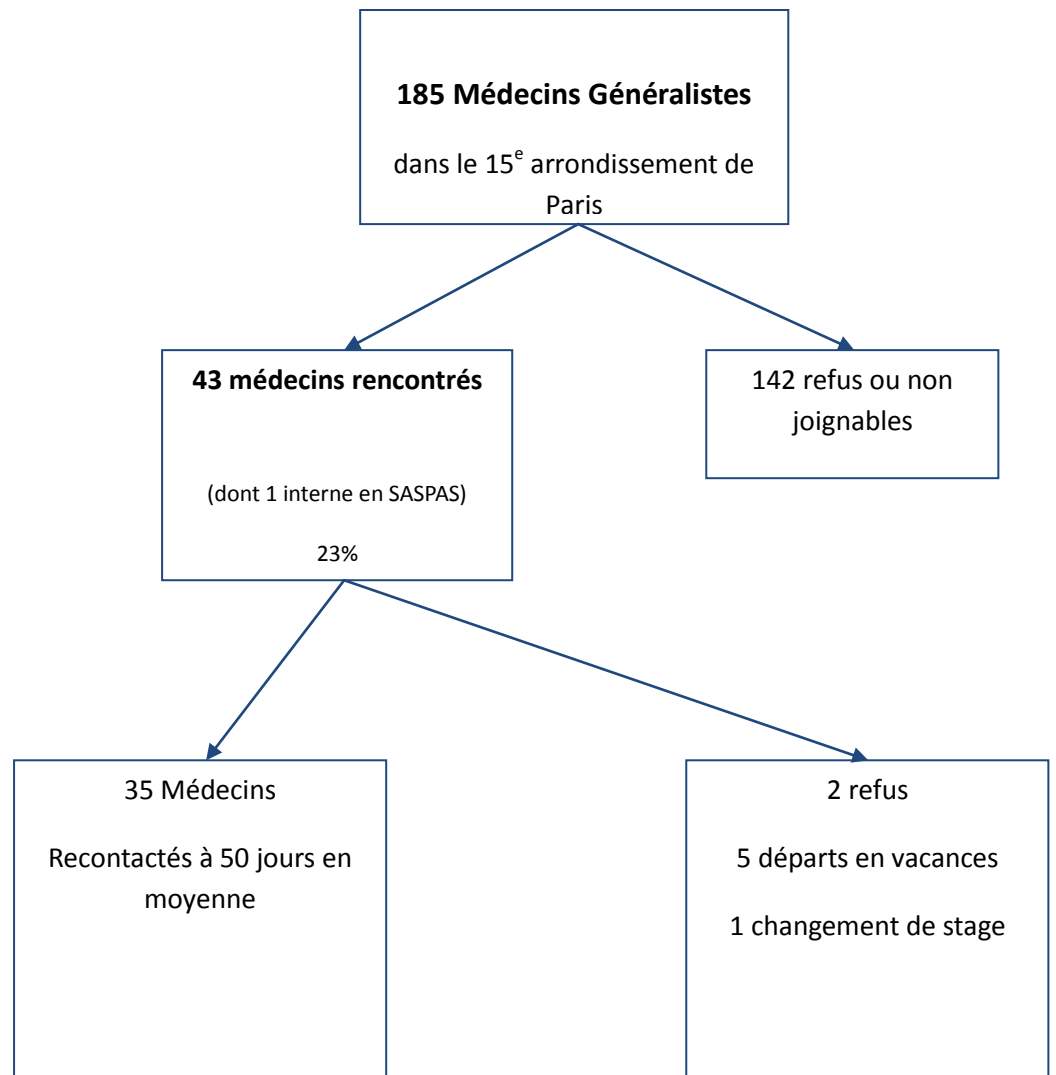 185 Médecins Généralistes
dans le 15e arrondissement de
Paris
43 médecins rencontrés
(dont 1 interne en SASPAS)
23%
142 refus ou non
joignables
35 Médecins
Recontactés à 50 jours en
moyenne
2 refus
5 départs en vacances
1 changement de stage